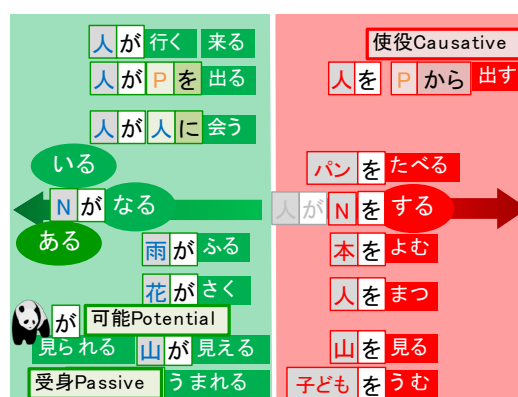 人が行く 来る
人がPを出る
人が人に会う
いる
Nがなる
ある
雨がふる
花がさく
が 可能Potential
見られる 山が見える
受身Passive うまれる
使役Causative
人を Pから出す
パンをたべる
人がNをする
本をよむ
人をまつ
山を見る
子どもをうむ